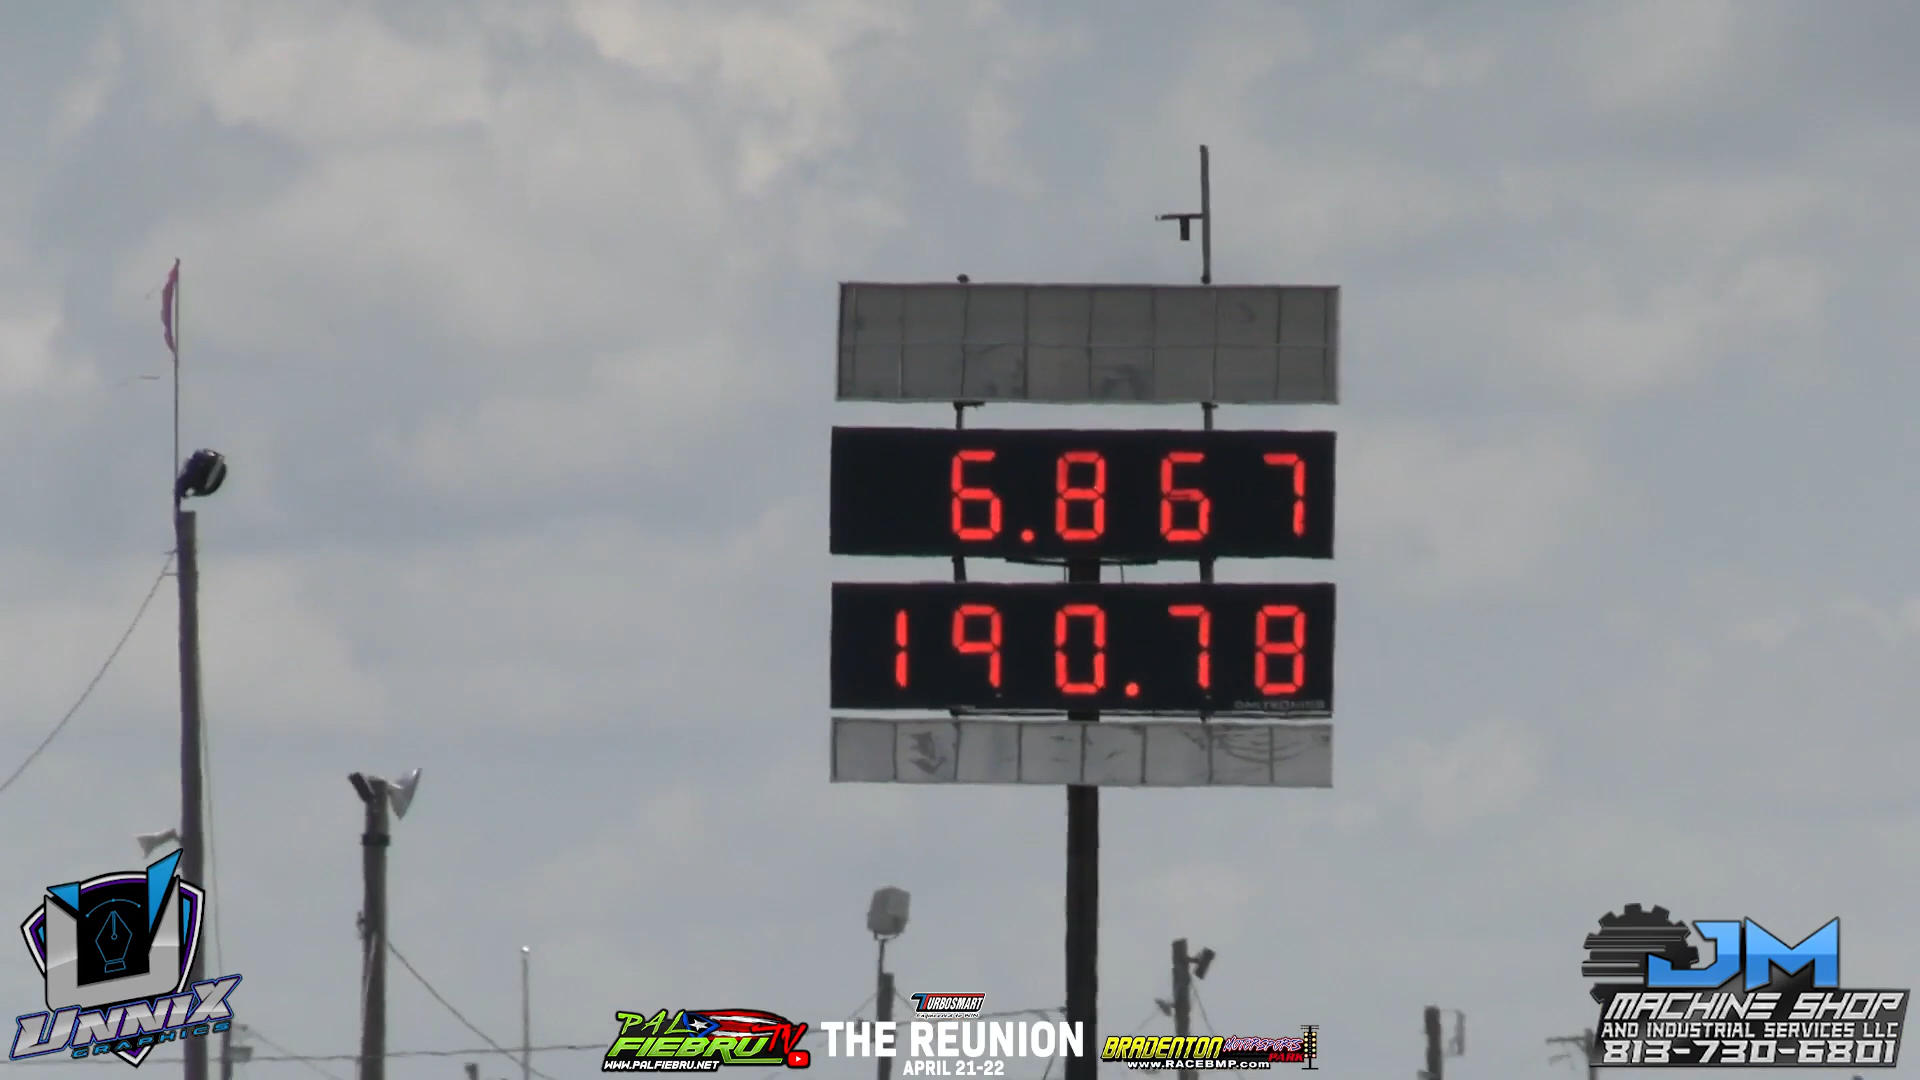 6.867
190.78
UNNIX
GRAPHICS
PAL
FIEBRU TV
WWW.PALFIEBRU.NET
TURBOSMART
THE REUNION
APRIL 21-22
BRADENTON MOTORSPORTS
PARK
www.RACEBMP.com
JM
MACHINE SHOP
AND INDUSTRIAL SERVICES LLC
813-730-6801